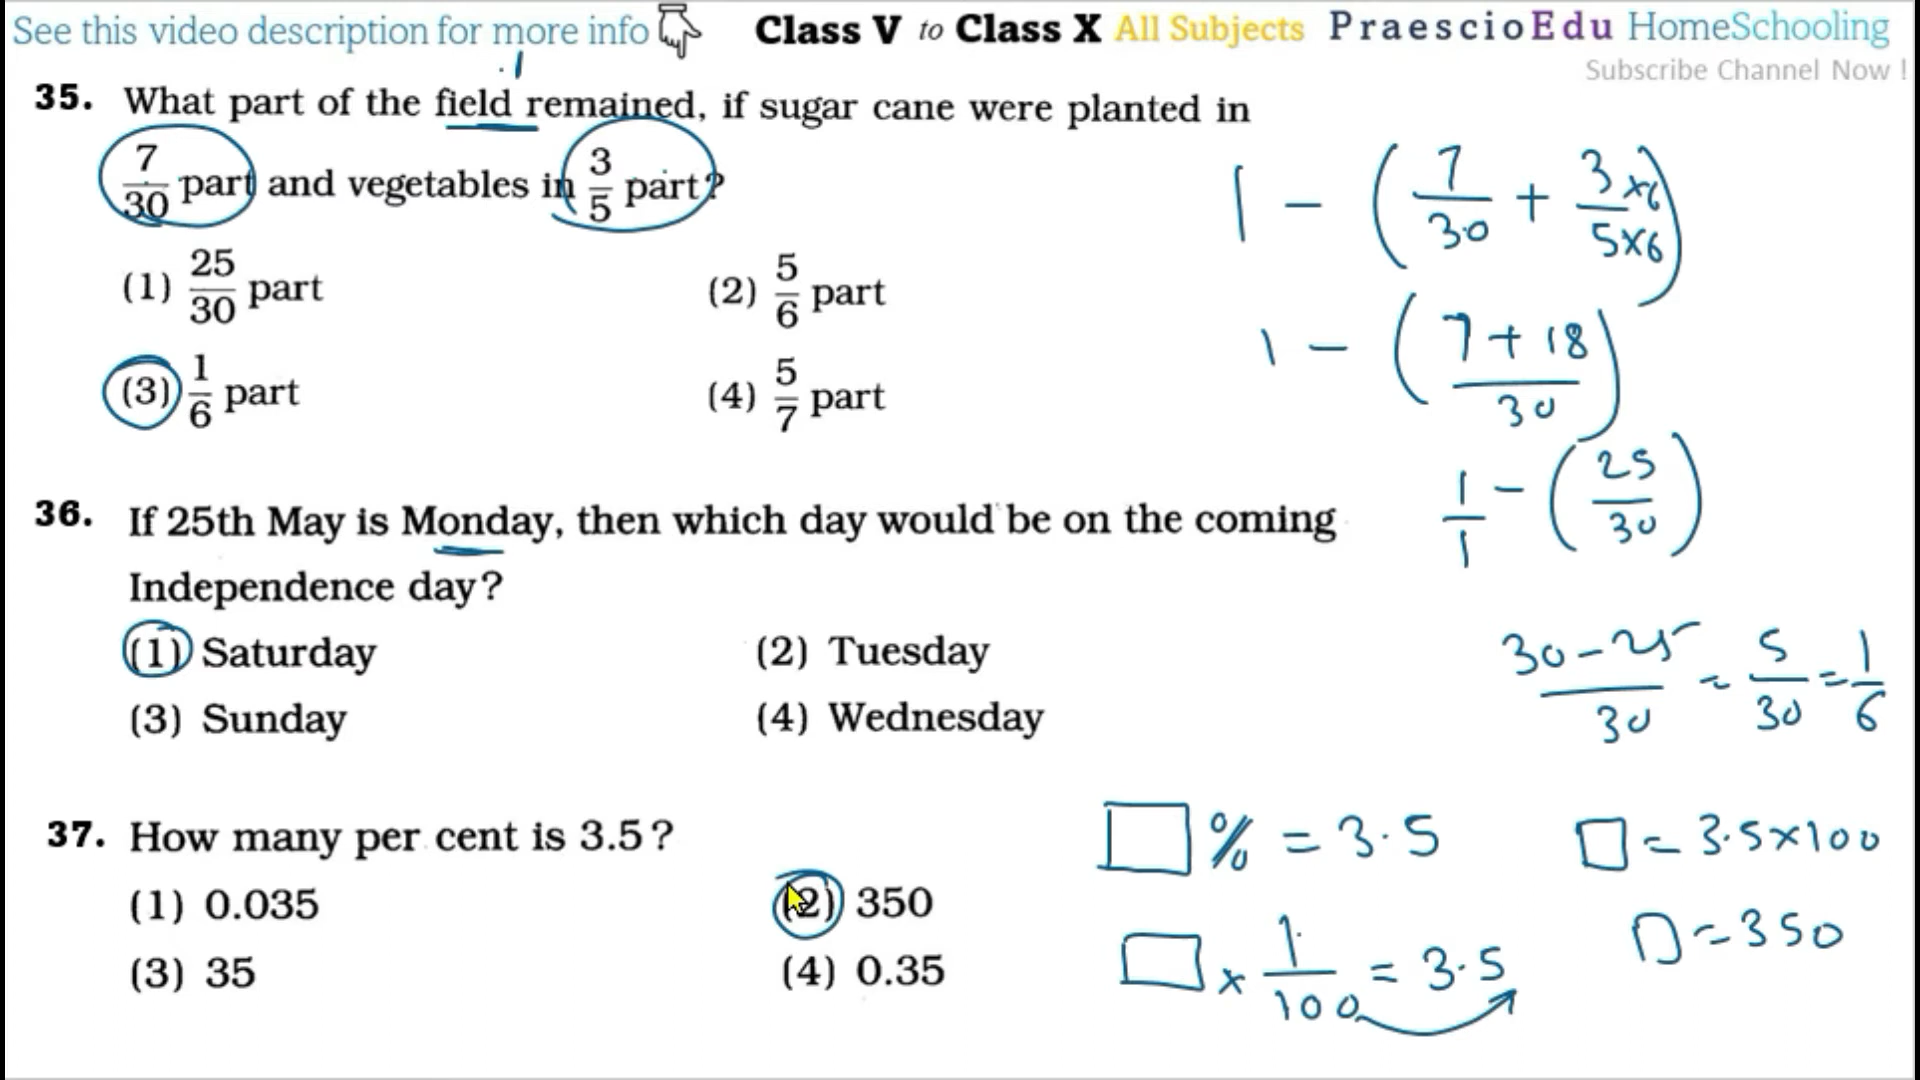 See this video description for more info Class V to Class X All Subjects PraescioEdu HomeSchooling
Subscribe Channel Now !
35. What part of the field remained, if sugar cane were planted in
7/30 part and vegetables in 3/5 part?
(1) 25/30 part (2) 5/6 part
(3) 1/6 part (4) 5/7 part
1 - (7/30 + 3×6/5×6)
1 - (7+18/30)
1/1 - (25/30)
30-25/30 = 5/30 = 1/6
36. If 25th May is Monday, then which day would be on the coming
Independence day?
(1) Saturday (2) Tuesday
(3) Sunday (4) Wednesday
37. How many per cent is 3.5?
(1) 0.035 (2) 350
(3) 35 (4) 0.35
□ % = 3.5
□ × 1/100 = 3.5
□ = 3.5×100
□ = 350